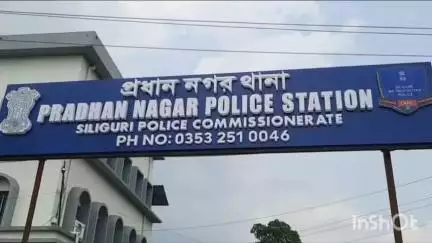 প্রধান নগর থানা
PRADHAN NAGAR POLICE STATION
SILIGURI POLICE COMMISSIONERATE
PH NO: 0353 251 0046
InShOt